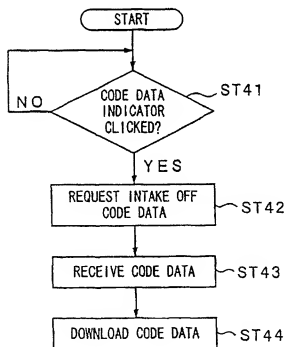 START
CODE DATA
INDICATOR
CLICKED?
ST41
NO
YES
REQUEST INTAKE OFF
CODE DATA
ST42
RECEIVE CODE DATA
ST43
DOWNLOAD CODE DATA
ST44